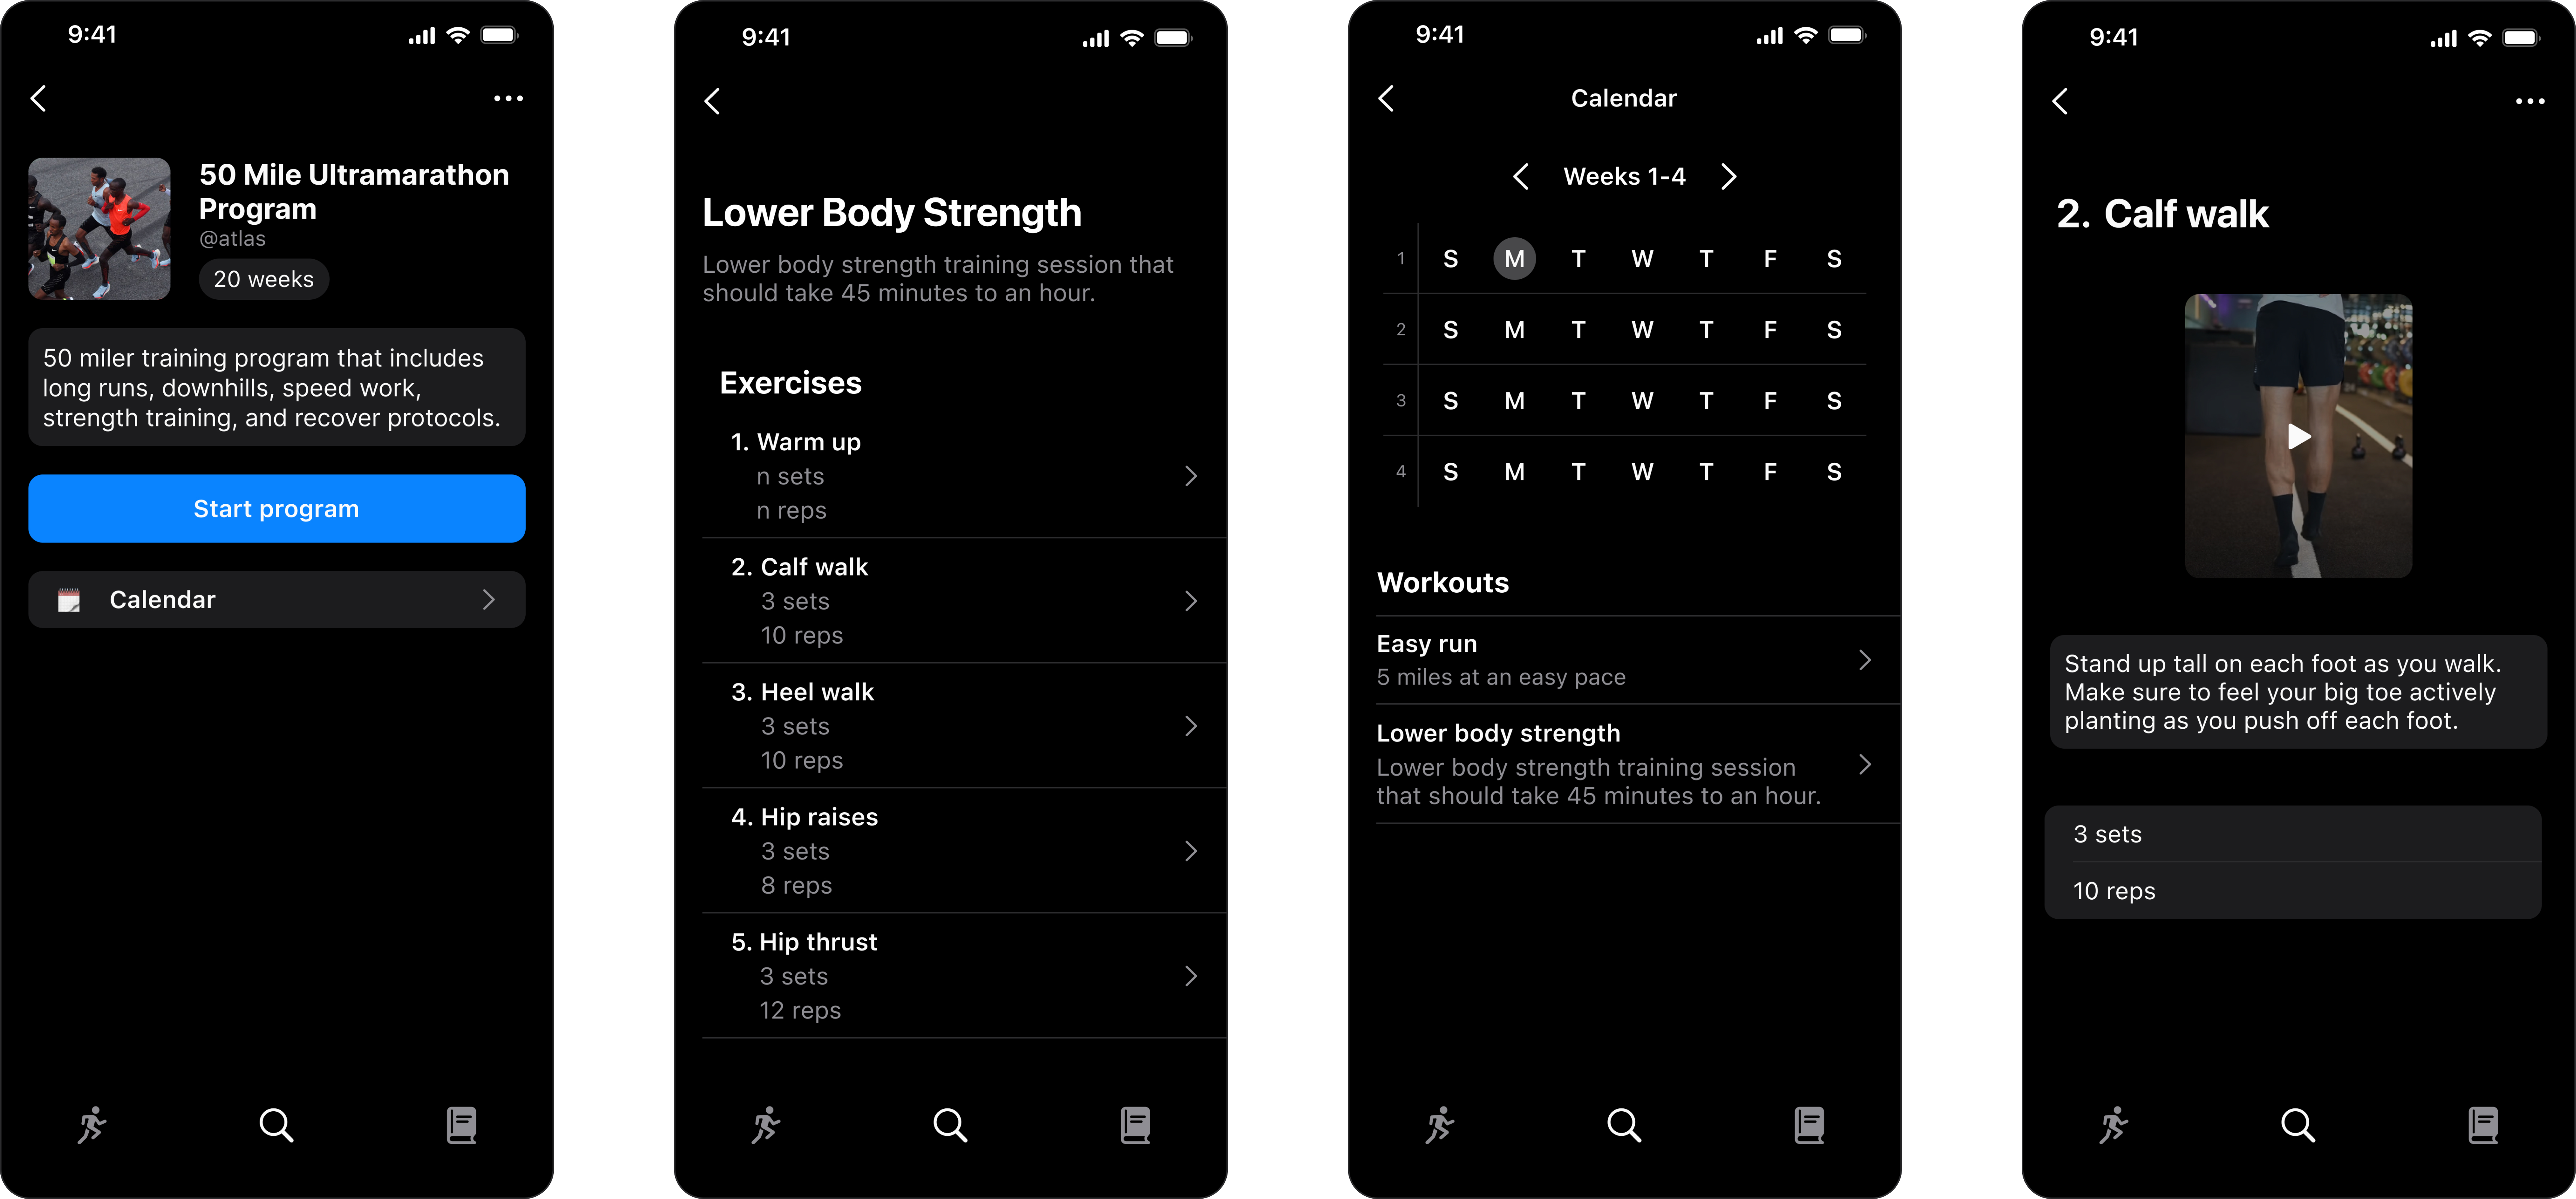 9:41
50 Mile Ultramarathon
Program
@atlas
20 weeks
50 miler training program that includes
long runs, downhills, speed work,
strength training, and recover protocols.
Start program
Calendar
9:41
Lower Body Strength
Lower body strength training session that
should take 45 minutes to an hour.
Exercises
1. Warm up
n sets
n reps
2. Calf walk
3 sets
10 reps
3. Heel walk
3 sets
10 reps
4. Hip raises
3 sets
8 reps
5. Hip thrust
3 sets
12 reps
9:41
Calendar
Weeks 1-4
1 S M T W T F S
2 S M T W T F S
3 S M T W T F S
4 S M T W T F S
Workouts
Easy run
5 miles at an easy pace
Lower body strength
Lower body strength training session
that should take 45 minutes to an hour.
9:41
2. Calf walk
Stand up tall on each foot as you walk.
Make sure to feel your big toe actively
planting as you push off each foot.
3 sets
10 reps